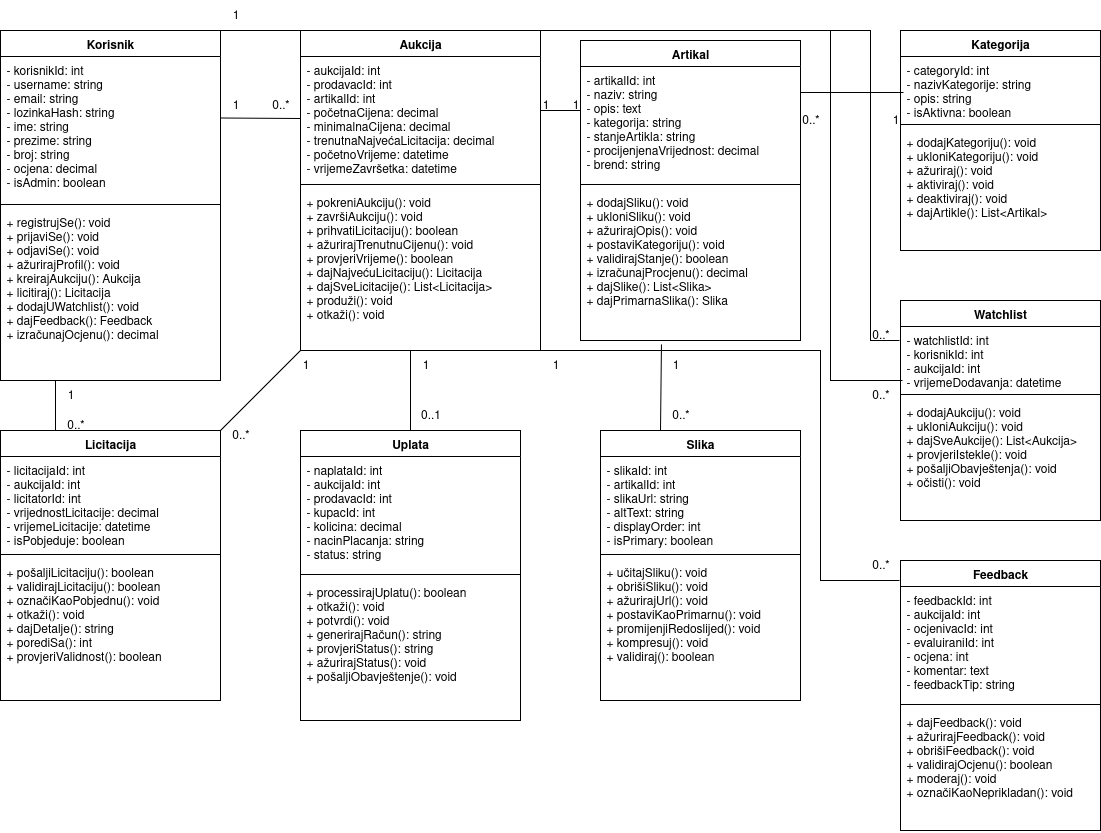 1
Korisnik
- korisnikId: int
- username: string
- email: string
- lozinkaHash: string
- ime: string
- prezime: string
- broj: string
- ocjena: decimal
- isAdmin: boolean
+ registrujSe(): void
+ prijaviSe(): void
+ odjaviSe(): void
+ ažurirajProfil(): void
+ kreirajAukciju(): Aukcija
+ licitiraj(): Licitacija
+ dodajUWatchlist(): void
+ dajFeedback(): Feedback
+ izračunajOcjenu(): decimal
1
0..*
Aukcija
- aukcijaId: int
- prodavacId: int
- artikalId: int
- početnaCijena: decimal
- minimalnaCijena: decimal
- trenutnaNajvećaLicitacija: decimal
- početnoVrijeme: datetime
- vrijemeZavršetka: datetime
+ pokreniAukciju(): void
+ završiAukciju(): void
+ prihvatiLicitaciju(): boolean
+ ažurirajTrenutnuCijenu(): void
+ provjeriVrijeme(): boolean
+ dajNajvećuLicitaciju(): Licitacija
+ dajSveLicitacije(): List<Licitacija>
+ produži(): void
+ otkaži(): void
1
1
Artikal
- artikalId: int
- naziv: string
- opis: text
- kategorija: string
- stanjeArtikla: string
- procijenjenaVrijednost: decimal
- brend: string
+ dodajSliku(): void
+ ukloniSliku(): void
+ ažurirajOpis(): void
+ postaviKategoriju(): void
+ validirajStanje(): boolean
+ izračunajProcjenu(): decimal
+ dajSlike(): List<Slika>
+ dajPrimarnaSlika(): Slika
0..*
1
Kategorija
- categoryId: int
- nazivKategorije: string
- opis: string
- isAktivna: boolean
+ dodajKategoriju(): void
+ ukloniKategoriju(): void
+ ažuriraj(): void
+ aktiviraj(): void
+ deaktiviraj(): void
+ dajArtikle(): List<Artikal>
0..*
0..*
Watchlist
- watchlistId: int
- korisnikId: int
- aukcijaId: int
- vrijemeDodavanja: datetime
+ dodajAukciju(): void
+ ukloniAukciju(): void
+ dajSveAukcije(): List<Aukcija>
+ provjeriIstekle(): void
+ pošaljiObavještenja(): void
+ očisti(): void
1
0..*
1
0..*
1
0..1
1
1
0..*
Licitacija
- licitacijaId: int
- aukcijaId: int
- licitatorId: int
- vrijednostLicitacije: decimal
- vrijemeLicitacije: datetime
- isPobjeduje: boolean
+ pošaljiLicitaciju(): boolean
+ validirajLicitaciju(): boolean
+ označiKaoPobjednu(): void
+ otkaži(): void
+ dajDetalje(): string
+ porediSa(): int
+ provjeriValidnost(): boolean
Uplata
- naplataId: int
- aukcijaId: int
- prodavacId: int
- kupacId: int
- kolicina: decimal
- nacinPlacanja: string
- status: string
+ processirajUplatu(): boolean
+ otkaži(): void
+ potvrdi(): void
+ generirajRačun(): string
+ provjeriStatus(): string
+ ažurirajStatus(): void
+ pošaljiObavještenje(): void
Slika
- slikaId: int
- artikalId: int
- slikaUrl: string
- altText: string
- displayOrder: int
- isPrimary: boolean
+ učitajSliku(): void
+ obrišiSliku(): void
+ ažurirajUrl(): void
+ postaviKaoPrimarnu(): void
+ promijenjiRedoslijed(): void
+ kompresuj(): void
+ validiraj(): boolean
0..*
Feedback
- feedbackId: int
- aukcijaId: int
- ocjenivacId: int
- evaluiraniId: int
- ocjena: int
- komentar: text
- feedbackTip: string
+ dajFeedback(): void
+ ažurirajFeedback(): void
+ obrišiFeedback(): void
+ validirajOcjenu(): boolean
+ moderaj(): void
+ označiKaoNeprikladan(): void